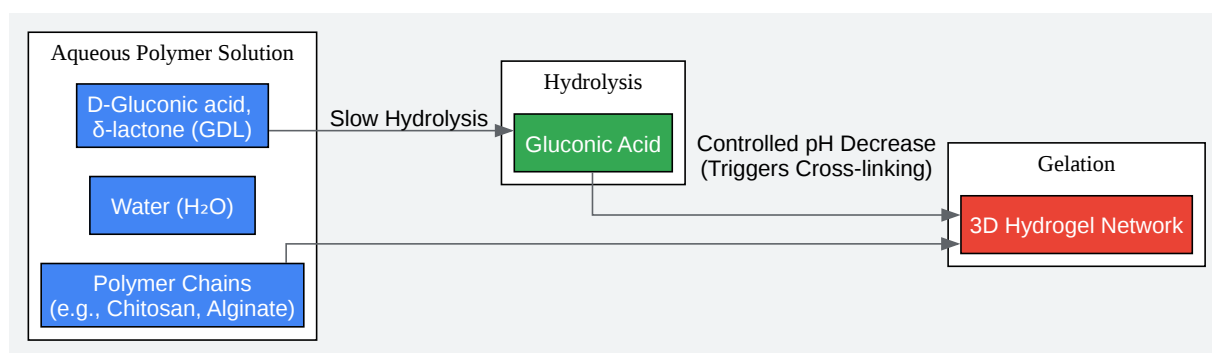 Aqueous Polymer Solution
D-Gluconic acid,
δ-lactone (GDL)
Water (H₂O)
Polymer Chains
(e.g., Chitosan, Alginate)
Slow Hydrolysis
Hydrolysis
Gluconic Acid
Controlled pH Decrease
(Triggers Cross-linking)
Gelation
3D Hydrogel Network